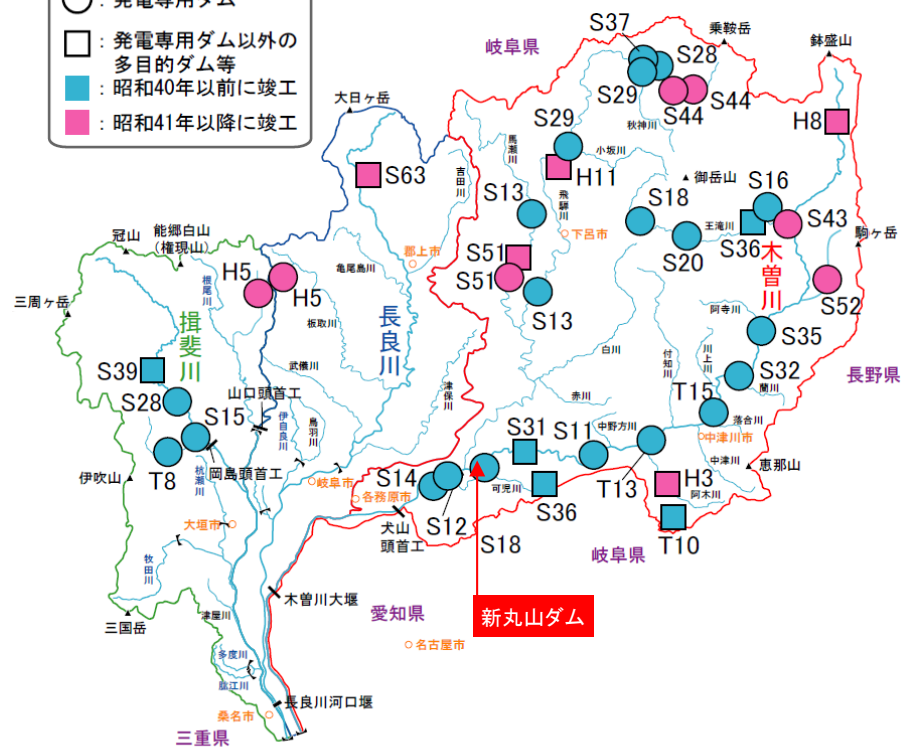 ：発電専用ダム
：発電専用ダム以外の
多目的ダム等
：昭和40年以前に竣工
：昭和41年以降に竣工
S37
乗鞍岳
岐阜県
S28
鉢盛山
S29
S44
S44
大日ヶ岳
秋神川
H8
S29
馬瀬川
小坂川
S63
吉田川
H11
御岳山
S16
飛騨川
S18
S13
王滝川
S43
能郷白山
（権現山）
冠山
郡上市
下呂市
S20
S36
駒ヶ岳
木曽川
S51
亀尾島川
S51
H5
H5
根尾川
S52
三周ヶ岳
板取川
S13
阿寺川
揖斐川
長良川
S35
白川
付知川
川上川
武儀川
S39
S32
長野県
蘭川
津保川
山口頭首工
S28
赤川
T15
S15
伊自良川
鳥羽川
S31
S11
中野方川
落合川
中津川市
T8
岡島頭首工
伊吹山
杭瀬川
中津川
恵那山
S14
岐阜市
各務原市
T13
H3
可児川
S36
阿木川
大垣市
S12
犬山
頭首工
S18
T10
岐阜県
牧田川
木曽川大堰
愛知県
新丸山ダム
三国岳
津屋川
名古屋市
多度川
肱江川
長良川河口堰
桑名市
三重県